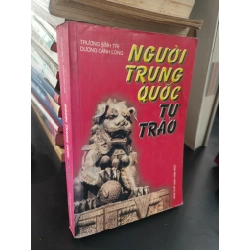 TRƯƠNG BÌNH TRỊ
DƯƠNG CẢNH LONG
NGƯỜI
TRUNG
QUỐC
TỰ
TRÀO